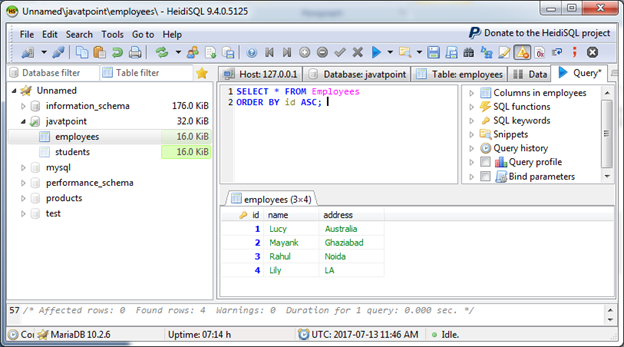 Unnamed\javatpoint\employees\ - HeidiSQL 9.4.0.5125
File Edit Search Tools Go to Help
Donate to the HeidiSQL project
Database filter
Table filter
Host: 127.0.0.1
Database: javatpoint
Table: employees
Data
Query*
Unnamed
information_schema 176.0 KiB
javatpoint 32.0 KiB
employees 16.0 KiB
students 16.0 KiB
mysql
performance_schema
products
test
1 SELECT * FROM Employees
2 ORDER BY id ASC;
Columns in employees
SQL functions
SQL keywords
Snippets
Query history
Query profile
Bind parameters
employees (3×4)
id name address
1 Lucy Australia
2 Mayank Ghaziabad
3 Rahul Noida
4 Lily LA
57 /* Affected rows: 0 Found rows: 4 Warnings: 0 Duration for 1 query: 0.000 sec. */
MariaDB 10.2.6
Uptime: 07:14 h
UTC: 2017-07-13 11:46 AM
Idle.